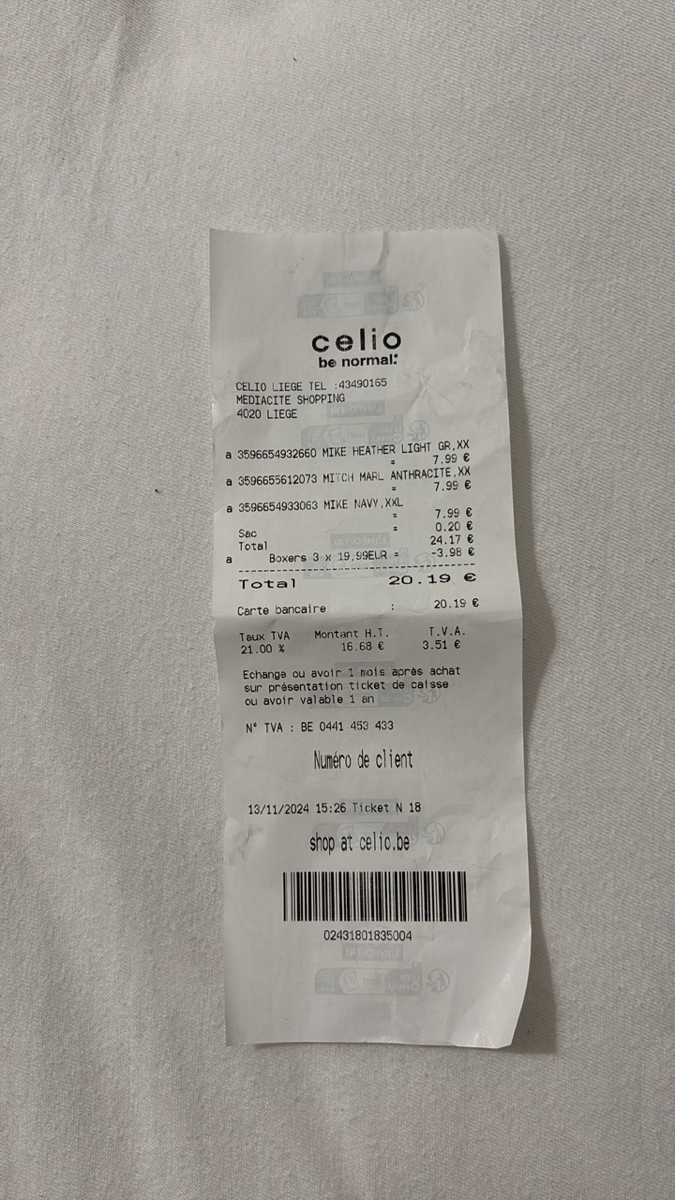 celio
be normal:
CELIO LIEGE TEL :43490165
MEDIACITE SHOPPING
4020 LIEGE
a 3596654932660 MIKE HEATHER LIGHT GR,XX
= 7.99 €
a 3596655612073 MITCH MARL ANTHRACITE,XX
= 7.99 €
a 3596654933063 MIKE NAVY,XXL
= 7.99 €
Sac = 0.20 €
Total 24.17 €
a Boxers 3 x 19,99EUR = -3.98 €
Total 20.19 €
Carte bancaire : 20.19 €
Taux TVA Montant H.T. T.V.A.
21.00 % 16.68 € 3.51 €
Echange ou avoir 1 mois après achat
sur présentation ticket de caisse
ou avoir valable 1 an
N° TVA : BE 0441 453 433
Numéro de client
13/11/2024 15:26 Ticket N 18
shop at celio.be
02431801835004